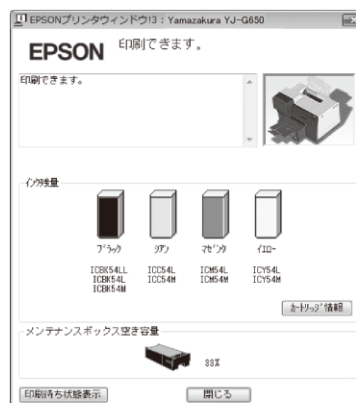 EPSONプリンタウィンドウ!3 : Yamazakura YJ-G650
EPSON
印刷できます。
印刷できます。
インク残量
ブラック シアン マゼンタ イエロー
ICBK54LL ICC54L ICM54L ICY54L
ICBK54L ICC54M ICM54M ICY54M
ICBK54M
カートリッジ情報
メンテナンスボックス空き容量
99%
印刷待ち状態表示 閉じる